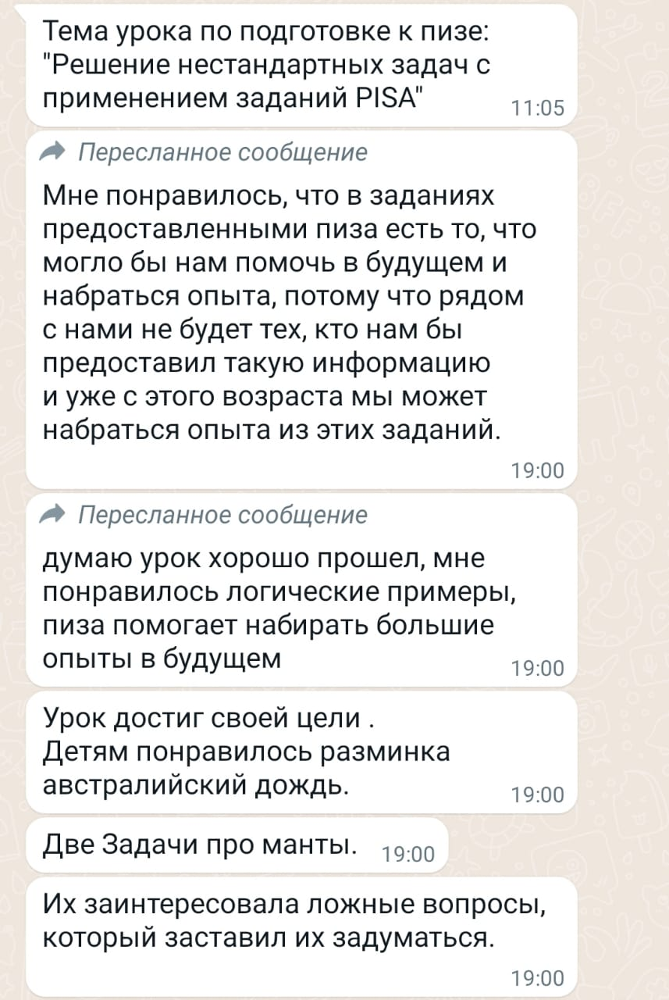 Тема урока по подготовке к пизе:
"Решение нестандартных задач с
применением заданий PISA"
11:05
Пересланное сообщение
Мне понравилось, что в заданиях
предоставленными пиза есть то, что
могло бы нам помочь в будущем и
набраться опыта, потому что рядом
с нами не будет тех, кто нам бы
предоставил такую информацию
и уже с этого возраста мы может
набраться опыта из этих заданий.
19:00
Пересланное сообщение
думаю урок хорошо прошел, мне
понравилось логические примеры,
пиза помогает набирать большие
опыты в будущем
19:00
Урок достиг своей цели .
Детям понравилось разминка
австралийский дождь.
19:00
Две Задачи про манты.
19:00
Их заинтересовала ложные вопросы,
который заставил их задуматься.
19:00